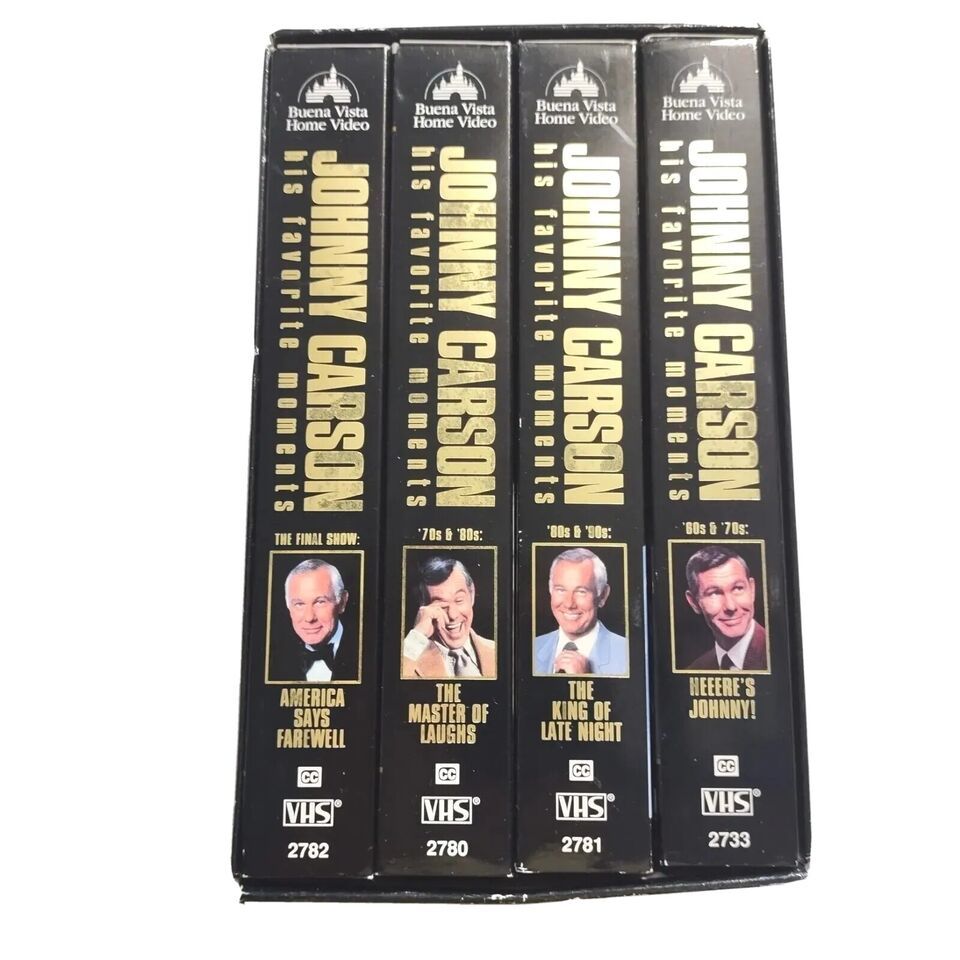 Buena Vista
Home Video
JOHNNY CARSON
his favorite moments
THE FINAL SHOW:
AMERICA
SAYS
FAREWELL
CC
VHS®
2782
Buena Vista
Home Video
JOHNNY CARSON
his favorite moments
'70s & '80s:
THE
MASTER OF
LAUGHS
CC
VHS®
2780
Buena Vista
Home Video
JOHNNY CARSON
his favorite moments
'80s & '90s:
THE
KING OF
LATE NIGHT
CC
VHS®
2781
Buena Vista
Home Video
JOHNNY CARSON
his favorite moments
'60s & '70s:
HEEERE'S
JOHNNY!
CC
VHS®
2733